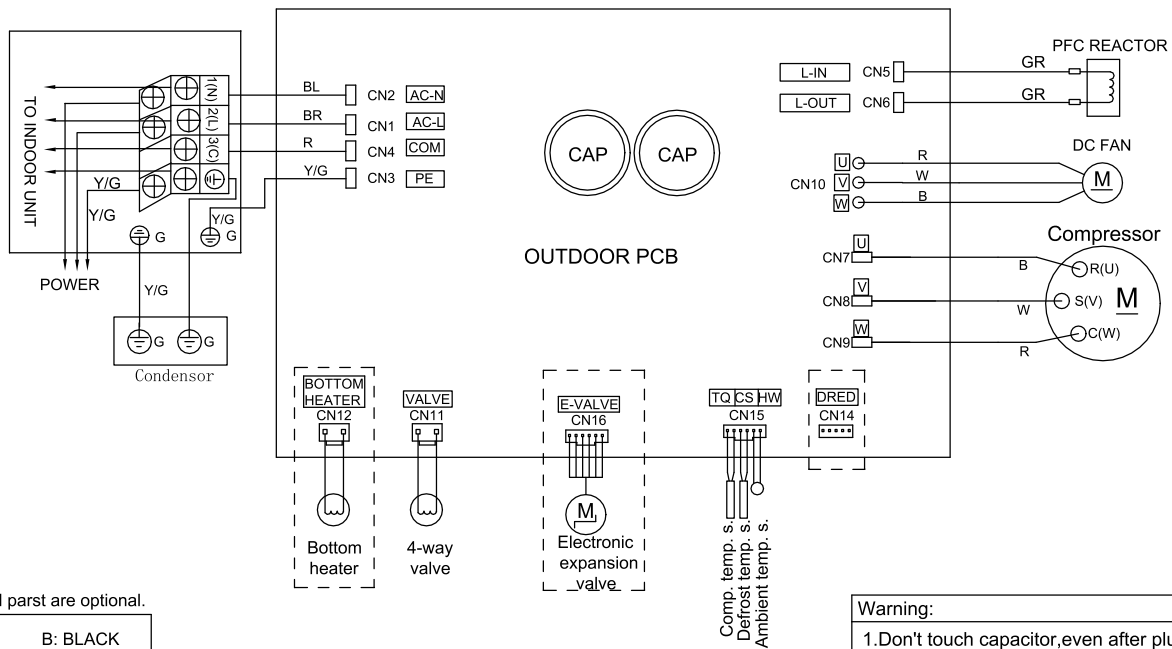 TO INDOOR UNIT
1(N)
2(L)
3(C)
Y/G
Y/G
Y/G
G
G
POWER
Y/G
G
G
Condensor
BL
CN2
AC-N
BR
CN1
AC-L
R
CN4
COM
Y/G
CN3
PE
CAP
CAP
OUTDOOR PCB
L-IN
CN5
GR
PFC REACTOR
L-OUT
CN6
GR
DC FAN
CN10
U
R
V
W
W
B
M
Compressor
U
CN7
B
R(U)
V
CN8
W
S(V)
M
W
CN9
R
C(W)
BOTTOM
HEATER
CN12
Bottom
heater
VALVE
CN11
4-way
valve
E-VALVE
CN16
M
Electronic
expansion
valve
TQ CS HW
CN15
Comp. temp. s.
Defrost temp. s.
Ambient temp. s.
DRED
CN14
parst are optional.
B: BLACK
Warning:
1.Don't touch capacitor,even after